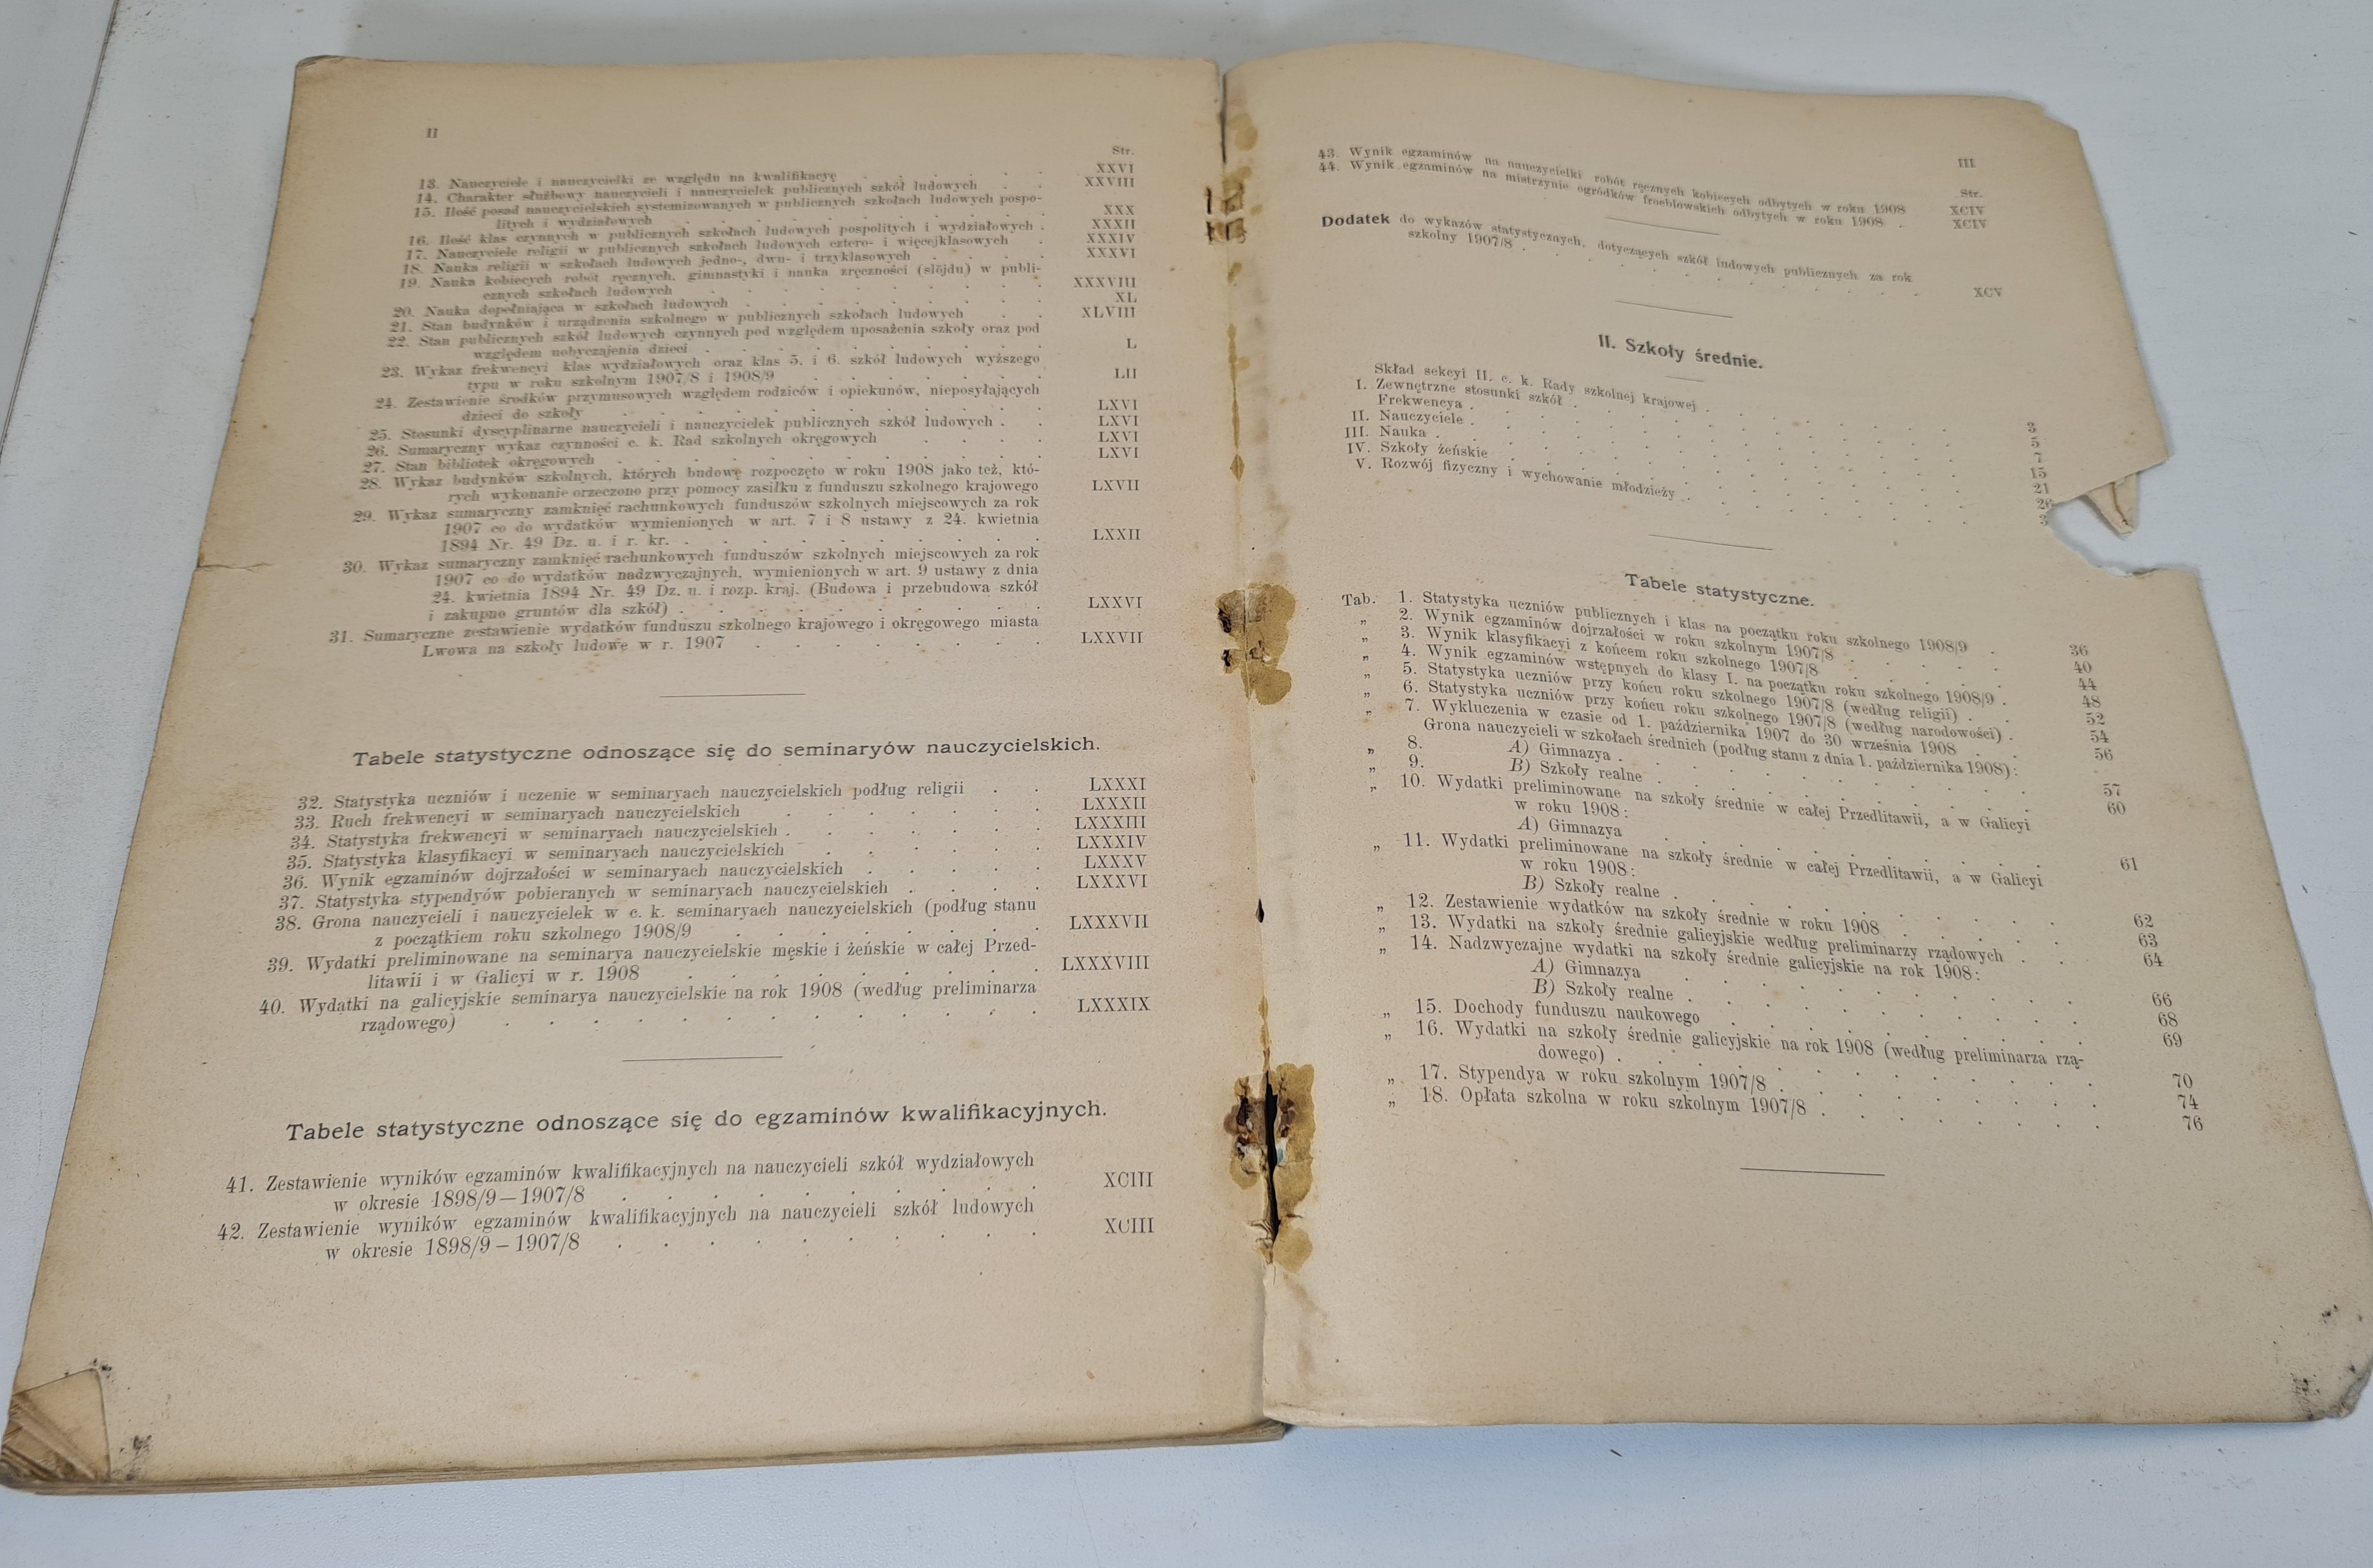 II
Str.
13. Nauczyciele i nauczycielki ze względu na kwalifikacyę . . . . . XXVI
14. Charakter służbowy nauczycieli i nauczycielek publicznych szkół ludowych . . XXVIII
15. Ilość posad nauczycielskich systemizowanych w publicznych szkołach ludowych pospo-
litych i wydziałowych . . . . . . . . . XXX
16. Ilość klas czynnych w publicznych szkołach ludowych pospolitych i wydziałowych . XXXII
17. Nauczyciele religii w publicznych szkołach ludowych cztero- i więcejklasowych . XXXIV
18. Nauka religii w szkołach ludowych jedno-, dwu- i trzyklasowych . . . . XXXVI
19. Nauka kobiecych robót ręcznych, gimnastyki i nauka zręczności (slöjdu) w publi-
cznych szkołach ludowych . . . . . . . . XXXVIII
20. Nauka dopełniająca w szkołach ludowych . . . . . . . XL
21. Stan budynków i urządzenia szkolnego w publicznych szkołach ludowych . . XLVIII
22. Stan publicznych szkół ludowych czynnych pod względem uposażenia szkoły oraz pod
względem uobyczajenia dzieci . . . . . . . . L
23. Wykaz frekwencyi klas wydziałowych oraz klas 5. i 6. szkół ludowych wyższego
typu w roku szkolnym 1907/8 i 1908/9 . . . . . . LII
24. Zestawienie środków przymusowych względem rodziców i opiekunów, nieposyłających
dzieci do szkoły . . . . . . . . . . LXVI
25. Stosunki dyscyplinarne nauczycieli i nauczycielek publicznych szkół ludowych . . LXVI
26. Sumaryczny wykaz czynności c. k. Rad szkolnych okręgowych . . . . LXVI
27. Stan bibliotek okręgowych . . . . . . . . . . LXVI
28. Wykaz budynków szkolnych, których budowę rozpoczęto w roku 1908 jako też, któ-
rych wykonanie orzeczono przy pomocy zasiłku z funduszu szkolnego krajowego LXVII
29. Wykaz sumaryczny zamknięć rachunkowych funduszów szkolnych miejscowych za rok
1907 co do wydatków wymienionych w art. 7 i 8 ustawy z 24. kwietnia
1894 Nr. 49 Dz. u. i r. kr. . . . . . . . . . LXXII
30. Wykaz sumaryczny zamknięć rachunkowych funduszów szkolnych miejscowych za rok
1907 co do wydatków nadzwyczajnych, wymienionych w art. 9 ustawy z dnia
24. kwietnia 1894 Nr. 49 Dz. u. i rozp. kraj. (Budowa i przebudowa szkół
i zakupno gruntów dla szkół) . . . . . . . . . LXXVI
31. Sumaryczne zestawienie wydatków funduszu szkolnego krajowego i okręgowego miasta
Lwowa na szkoły ludowe w r. 1907 . . . . . . . LXXVII
Tabele statystyczne odnoszące się do seminaryów nauczycielskich.
32. Statystyka uczniów i uczenic w seminaryach nauczycielskich podług religii . . LXXXI
33. Ruch frekwencyi w seminaryach nauczycielskich . . . . . . LXXXII
34. Statystyka frekwencyi w seminaryach nauczycielskich . . . . . . LXXXIII
35. Statystyka klasyfikacyi w seminaryach nauczycielskich . . . . . LXXXIV
36. Wynik egzaminów dojrzałości w seminaryach nauczycielskich . . . . . LXXXV
37. Statystyka stypendyów pobieranych w seminaryach nauczycielskich . . . . LXXXVI
38. Grona nauczycieli i nauczycielek w c. k. seminaryach nauczycielskich (podług stanu
z początkiem roku szkolnego 1908/9 . . . . . . . LXXXVII
39. Wydatki preliminowane na seminarya nauczycielskie męskie i żeńskie w całej Przed-
litawii i w Galicyi w r. 1908 . . . . . . . . . LXXXVIII
40. Wydatki na galicyjskie seminarya nauczycielskie na rok 1908 (według preliminarza
rządowego) . . . . . . . . . . . . LXXXIX
Tabele statystyczne odnoszące się do egzaminów kwalifikacyjnych.
41. Zestawienie wyników egzaminów kwalifikacyjnych na nauczycieli szkół wydziałowych
w okresie 1898/9 – 1907/8 . . . . . . . . . . XCIII
42. Zestawienie wyników egzaminów kwalifikacyjnych na nauczycieli szkół ludowych
w okresie 1898/9 – 1907/8 . . . . . . . . . . XCIII
III
Str.
43. Wynik egzaminów na nauczycielki robót ręcznych kobiecych odbytych w roku 1908 XCIV
44. Wynik egzaminów na mistrzynie ogródków froeblowskich odbytych w roku 1908 . XCIV
Dodatek do wykazów statystycznych, dotyczących szkół ludowych publicznych za rok
szkolny 1907/8 . . . . . . . . . . . . XCV
II. Szkoły średnie.
Skład sekcyi II. c. k. Rady szkolnej krajowej . . . . . . . . 3
I. Zewnętrzne stosunki szkół . . . . . . . . . . . 5
Frekwencya . . . . . . . . . . . . . 7
II. Nauczyciele . . . . . . . . . . . . . 15
III. Nauka . . . . . . . . . . . . . . 21
IV. Szkoły żeńskie . . . . . . . . . . . . 26
V. Rozwój fizyczny i wychowanie młodzieży . . . . . . . . 3
Tabele statystyczne.
Tab. 1. Statystyka uczniów publicznych i klas na początku roku szkolnego 1908/9 . 36
„ 2. Wynik egzaminów dojrzałości w roku szkolnym 1907/8 . . . . . 40
„ 3. Wynik klasyfikacyi z końcem roku szkolnego 1907/8 . . . . . 44
„ 4. Wynik egzaminów wstępnych do klasy I. na początku roku szkolnego 1908/9 . 48
„ 5. Statystyka uczniów przy końcu roku szkolnego 1907/8 (według religii) . . 52
„ 6. Statystyka uczniów przy końcu roku szkolnego 1907/8 (według narodowości) . 54
„ 7. Wykluczenia w czasie od 1. października 1907 do 30 września 1908 . . 56
Grona nauczycieli w szkołach średnich (podług stanu z dnia 1. października 1908):
„ 8. A) Gimnazya . . . . . . . . . . . 57
„ 9. B) Szkoły realne . . . . . . . . . . 60
„ 10. Wydatki preliminowane na szkoły średnie w całej Przedlitawii, a w Galicyi
w roku 1908:
A) Gimnazya . . . . . . . . . . . 61
„ 11. Wydatki preliminowane na szkoły średnie w całej Przedlitawii, a w Galicyi
w roku 1908:
B) Szkoły realne . . . . . . . . . . 62
„ 12. Zestawienie wydatków na szkoły średnie w roku 1908 . . . . . 63
„ 13. Wydatki na szkoły średnie galicyjskie według preliminarzy rządowych . . 64
„ 14. Nadzwyczajne wydatki na szkoły średnie galicyjskie na rok 1908:
A) Gimnazya . . . . . . . . . . . 66
B) Szkoły realne . . . . . . . . . . 68
„ 15. Dochody funduszu naukowego . . . . . . . . . 69
„ 16. Wydatki na szkoły średnie galicyjskie na rok 1908 (według preliminarza rzą-
dowego) . . . . . . . . . . . . 70
„ 17. Stypendya w roku szkolnym 1907/8 . . . . . . . . 74
„ 18. Opłata szkolna w roku szkolnym 1907/8 . . . . . . . . 76